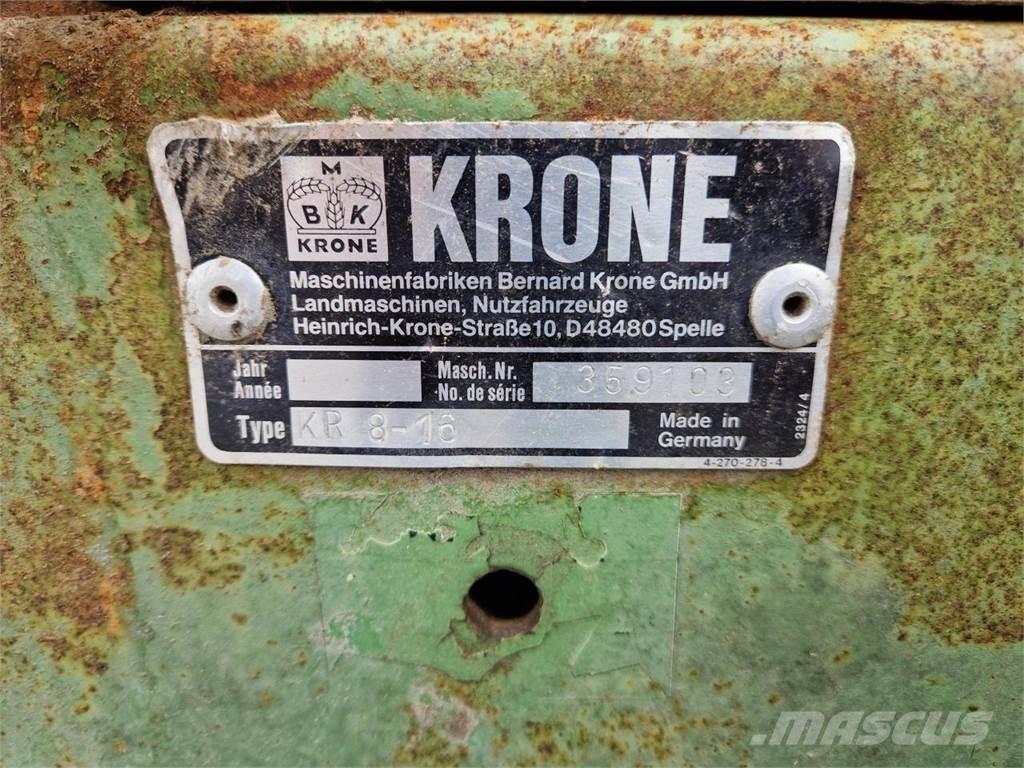 M
B K
KRONE
KRONE
Maschinenfabriken Bernard Krone GmbH
Landmaschinen, Nutzfahrzeuge
Heinrich-Krone-Straße10, D48480 Spelle
Jahr
Année
Masch. Nr.
No. de série
359103
Type
KR 8-16
Made in
Germany
2324/4
4-270-278-4
MASCUS